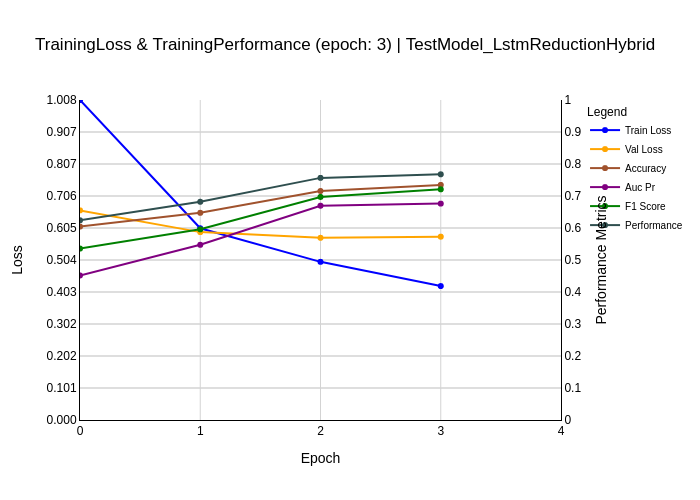 TrainingLoss & TrainingPerformance (epoch: 3) | TestModel_LstmReductionHybrid
1.008
0.907
0.807
0.706
0.605
0.504
0.403
0.302
0.202
0.101
0.000
Loss
0
1
2
3
4
Epoch
1
0.9
0.8
0.7
0.6
0.5
0.4
0.3
0.2
0.1
0
Performance Metrics
Legend
Train Loss
Val Loss
Accuracy
Auc Pr
F1 Score
Performance